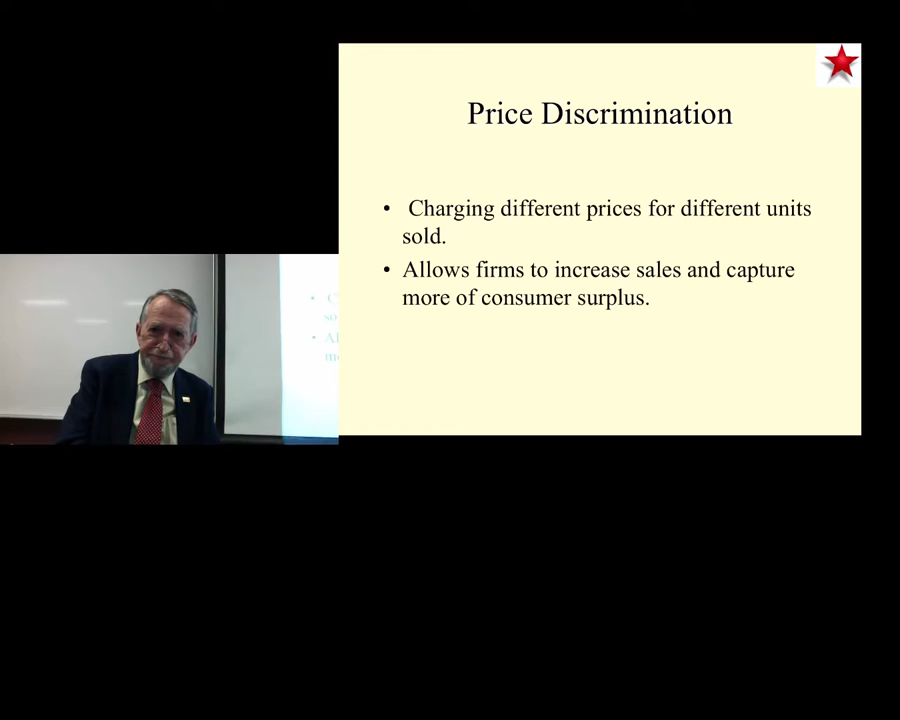 Price Discrimination
• Charging different prices for different units
sold.
• Allows firms to increase sales and capture
more of consumer surplus.